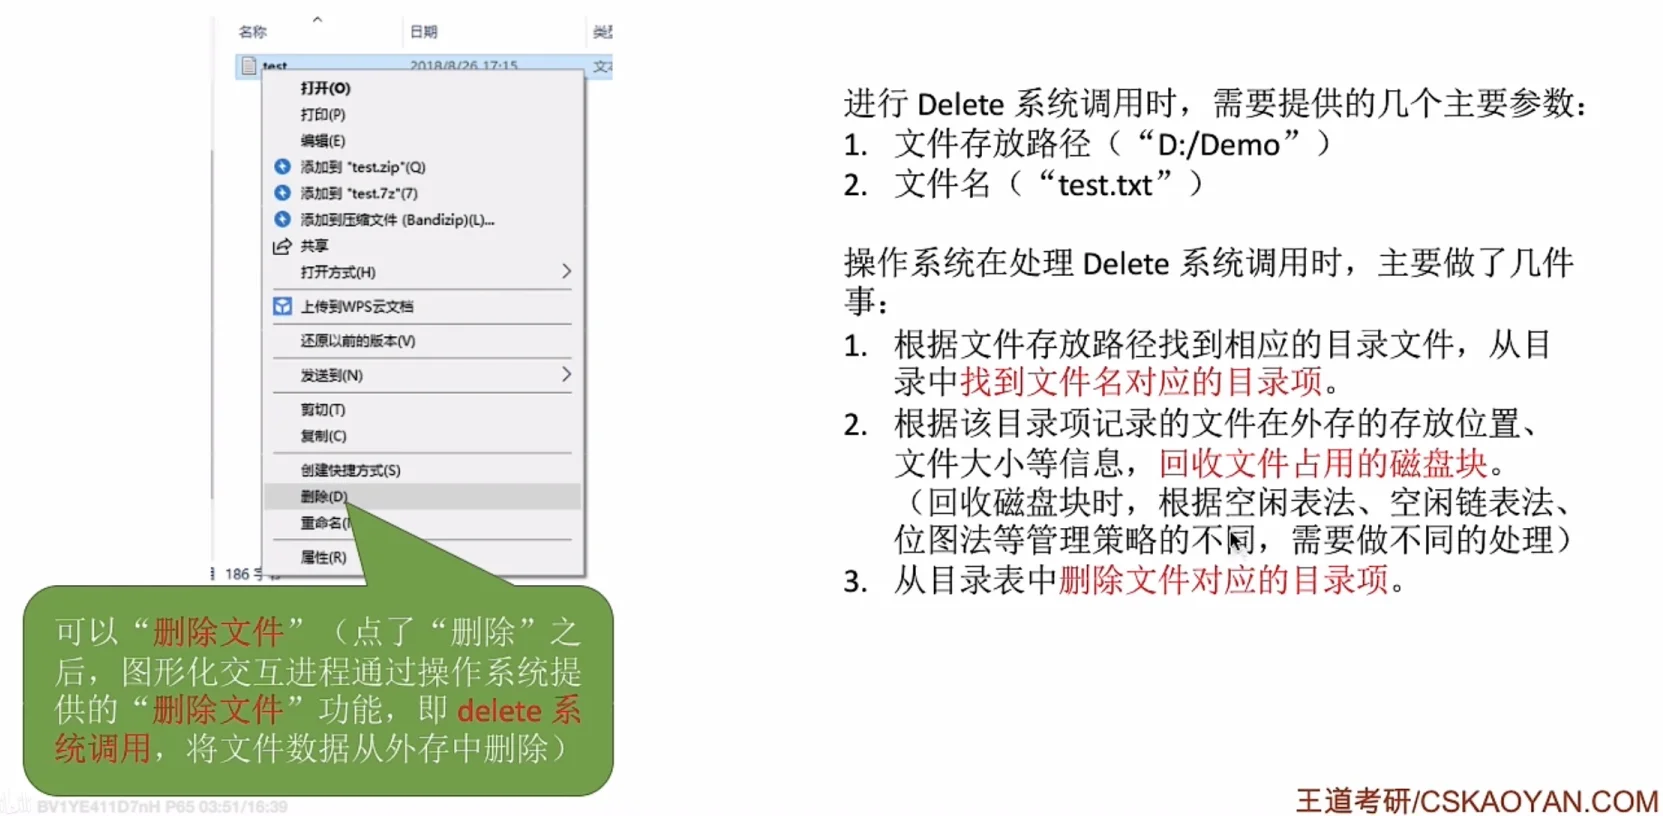 名称
日期
test
2018/8/26 17:15
打开(O)
打印(P)
编辑(E)
添加到 "test.zip"(Q)
添加到 "test.7z"(7)
添加到压缩文件 (Bandizip)(L)...
共享
打开方式(H)
上传到WPS云文档
还原以前的版本(V)
发送到(N)
剪切(T)
复制(C)
创建快捷方式(S)
删除(D)
重命名
属性(R)
186
可以“删除文件”（点了“删除”之
后，图形化交互进程通过操作系统提
供的“删除文件”功能，即 delete 系
统调用，将文件数据从外存中删除）
BV1YE411D7nH P65 03:51/16:39
进行 Delete 系统调用时，需要提供的几个主要参数：
1. 文件存放路径（“D:/Demo”）
2. 文件名（“test.txt”）
操作系统在处理 Delete 系统调用时，主要做了几件
事：
1. 根据文件存放路径找到相应的目录文件，从目
录中找到文件名对应的目录项。
2. 根据该目录项记录的文件在外存的存放位置、
文件大小等信息，回收文件占用的磁盘块。
（回收磁盘块时，根据空闲表法、空闲链表法、
位图法等管理策略的不同，需要做不同的处理）
3. 从目录表中删除文件对应的目录项。
王道考研/CSKAOYAN.COM